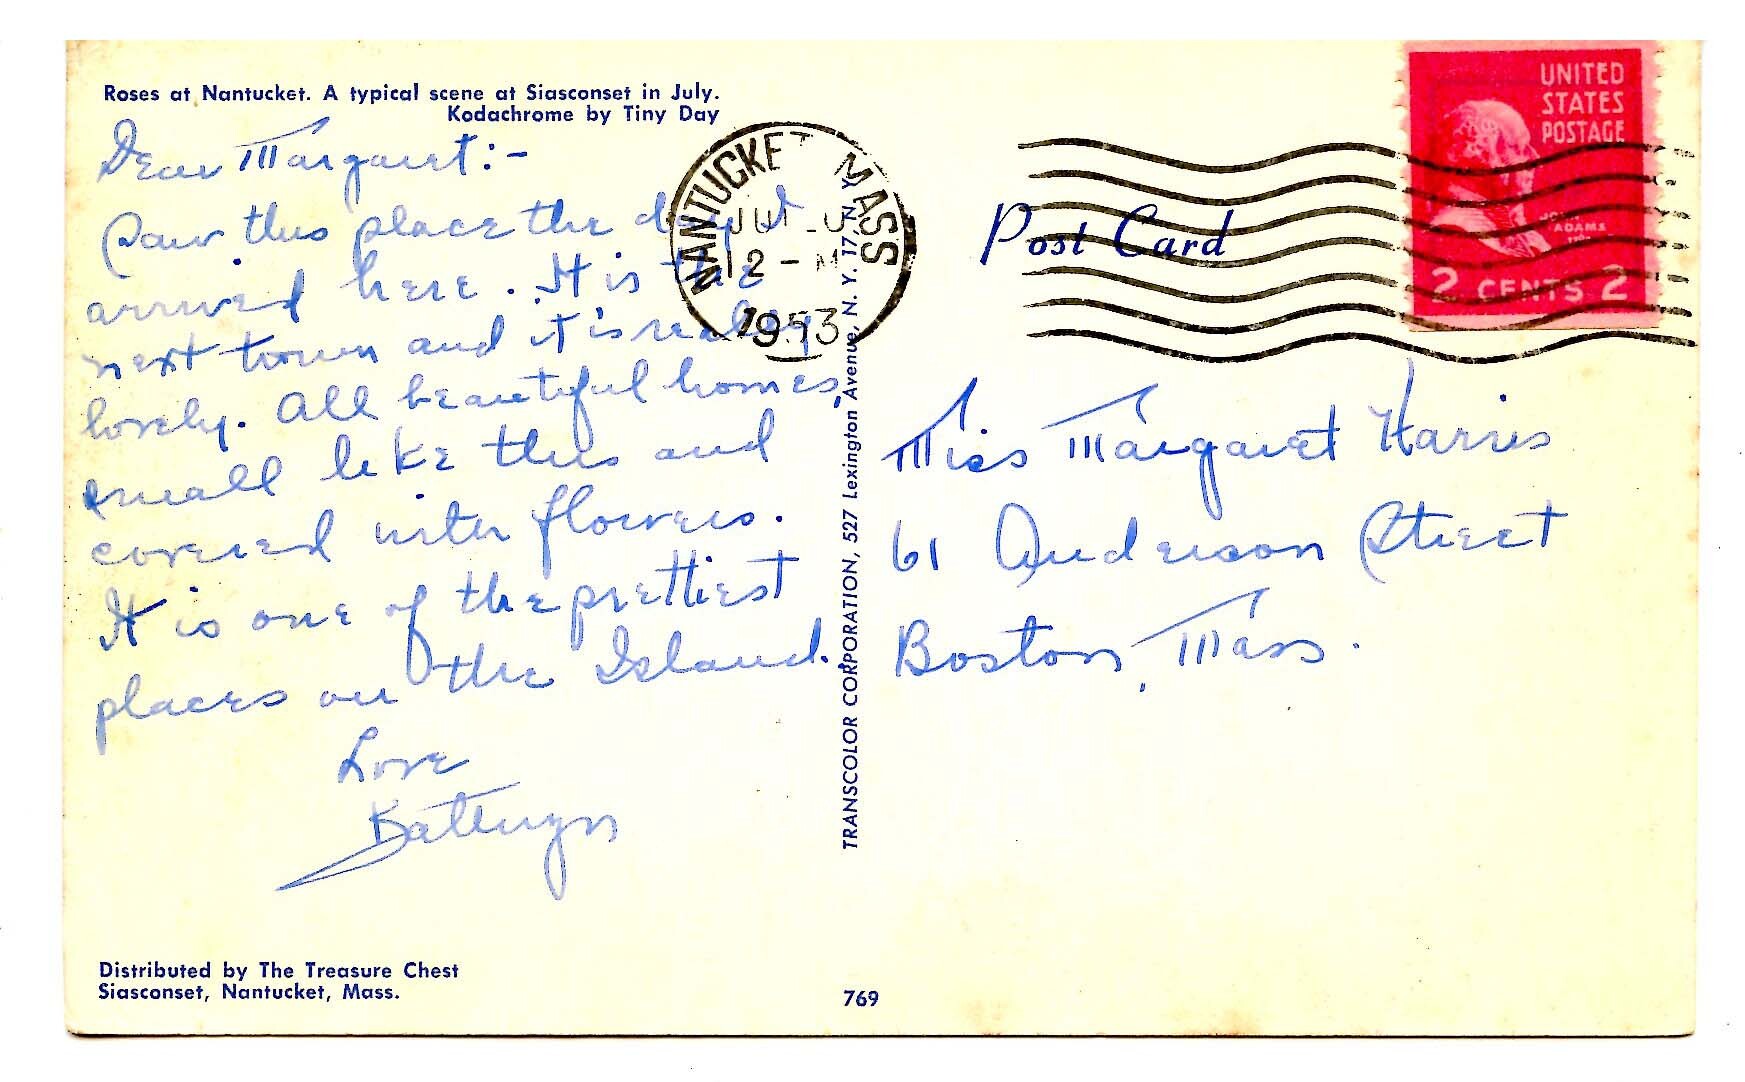 Roses at Nantucket. A typical scene at Siasconset in July.
Kodachrome by Tiny Day
Dear Margaret:-
Saw this place the day I
arrived here. It is the
next town and it is really
lovely. All beautiful homes,
small like this and
covered with flowers.
It is one of the prettiest
places on the Island.
Love
Kathryn
Distributed by The Treasure Chest
Siasconset, Nantucket, Mass.
TRANSCOLOR CORPORATION, 527 Lexington Avenue, N. Y. 17, N.Y.
769
NANTUCKET MASS
JUL
12 - M
1953
Post Card
UNITED
STATES
POSTAGE
JOHN
ADAMS
2 CENTS 2
Miss Margaret Harris
61 Anderson Street
Boston, Mass.